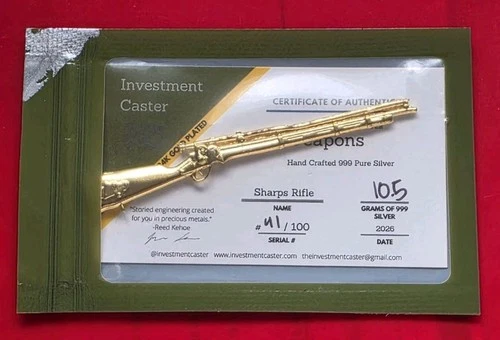 Investment
Caster
CERTIFICATE OF AUTHENTI
24K GOLD PLATED
apons
Hand Crafted 999 Pure Silver
Sharps Rifle
NAME
# 41 / 100
SERIAL #
10.5
GRAMS OF 999
SILVER
2026
DATE
"Storied engineering created
for you in precious metals."
-Reed Kehoe
@investmentcaster www.investmentcaster.com theinvestmentcaster@gmail.com